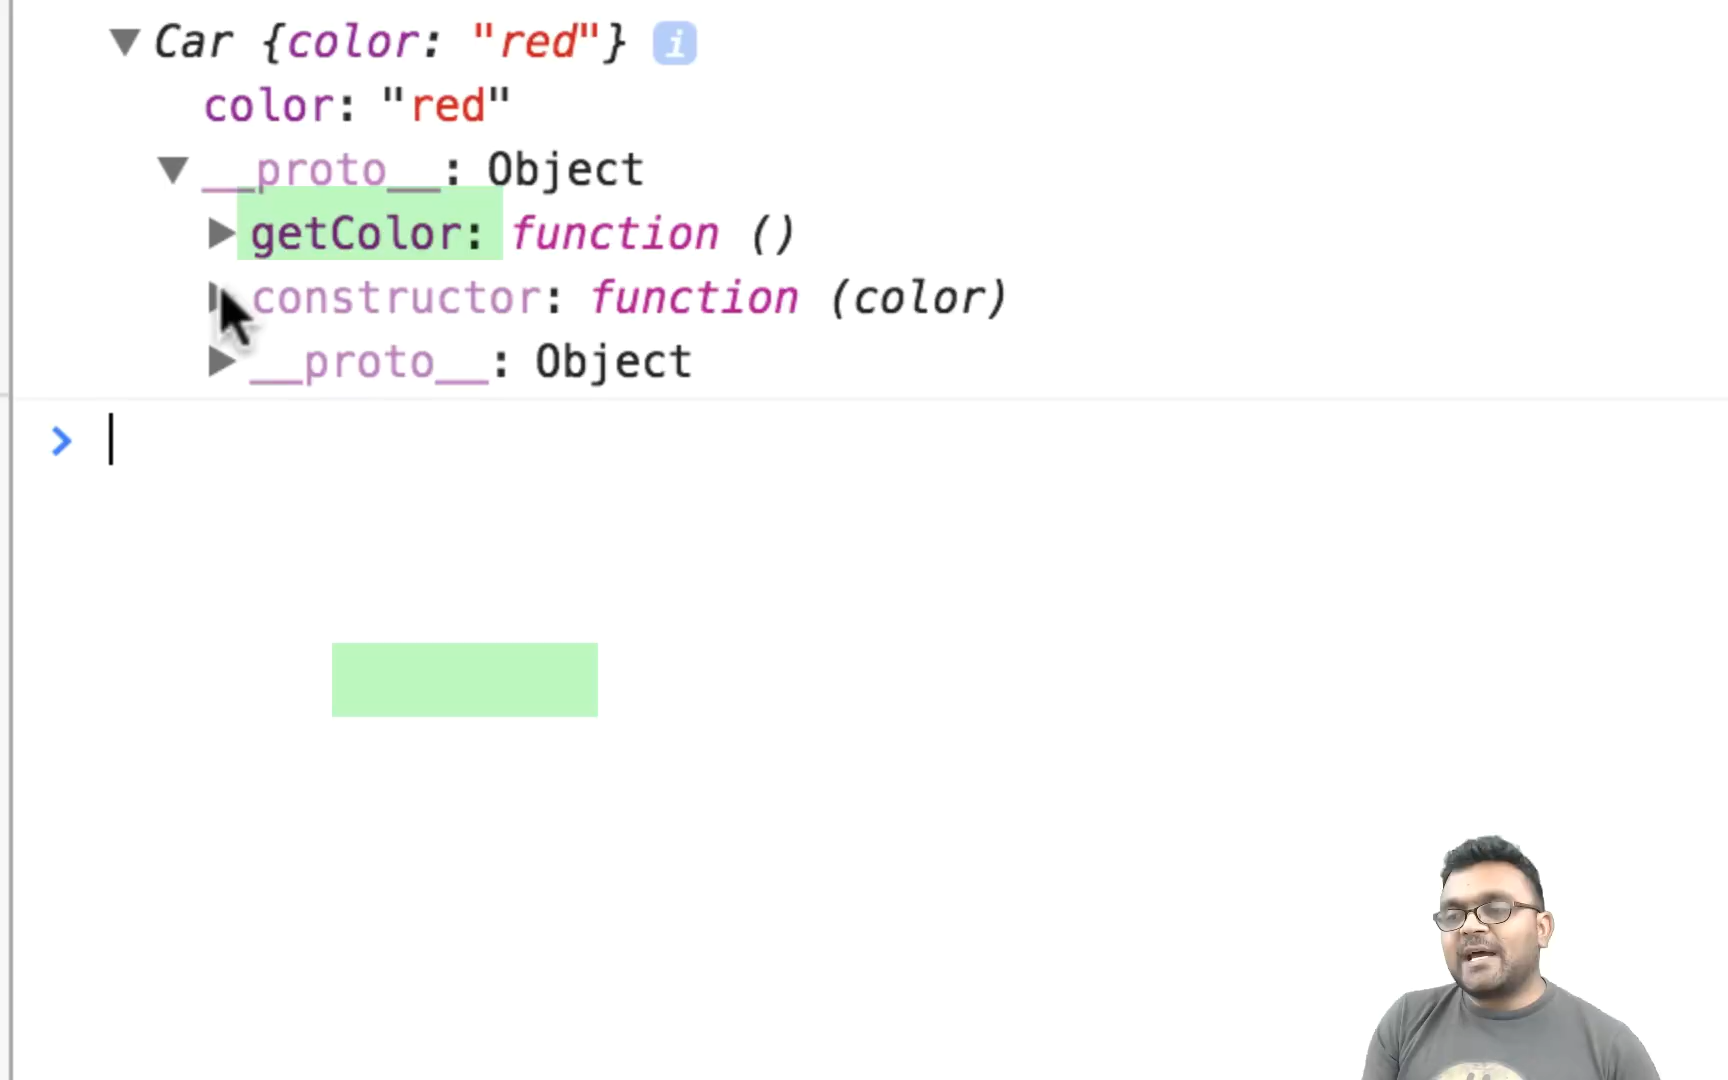 Car {color: "red"} i
color: "red"
__proto__: Object
getColor: function ()
constructor: function (color)
__proto__: Object